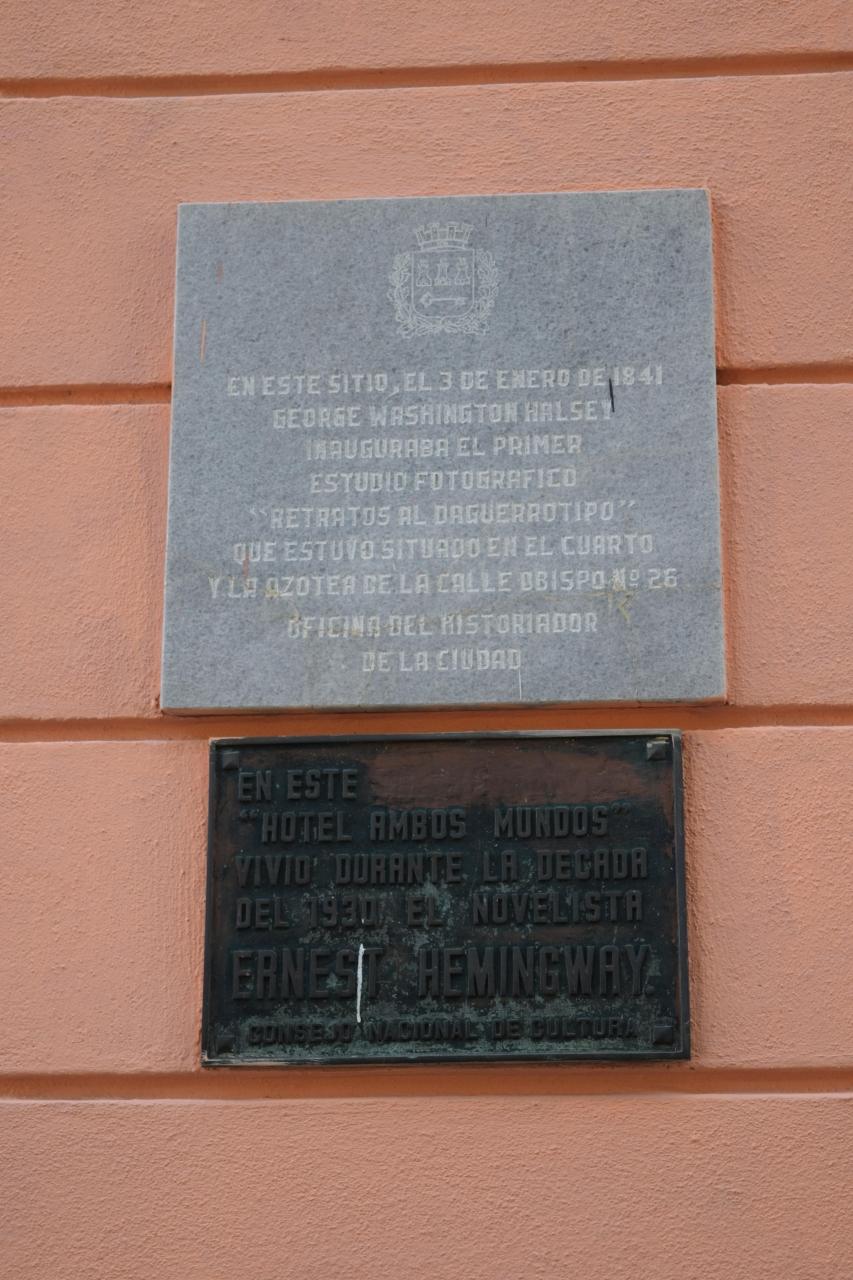 EN ESTE SITIO, EL 3 DE ENERO DE 1841
GEORGE WASHINGTON HALSEY
INAUGURABA EL PRIMER
ESTUDIO FOTOGRAFICO
"RETRATOS AL DAGUERROTIPO"
QUE ESTUVO SITUADO EN EL CUARTO
Y LA AZOTEA DE LA CALLE OBISPO Nº 26
OFICINA DEL HISTORIADOR
DE LA CIUDAD
EN ESTE
"HOTEL AMBOS MUNDOS"
VIVIO' DURANTE LA DECADA
DEL 1930 EL NOVELISTA
ERNEST HEMINGWAY.
CONSEJO NACIONAL DE CULTURA